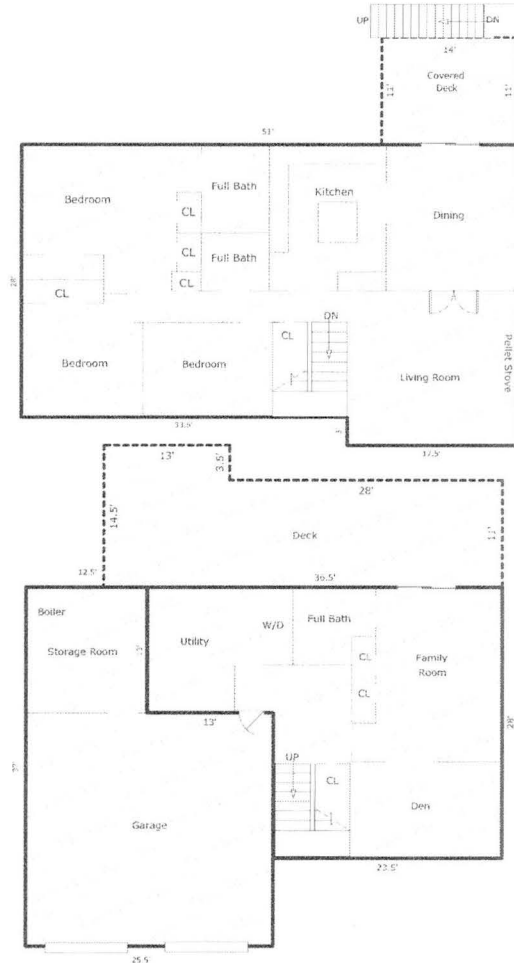 UP
DN
14'
Covered
Deck
11'
11'
51'
Bedroom
Full Bath
Kitchen
CL
Dining
CL
Full Bath
CL
CL
DN
CL
Bedroom
Bedroom
Living Room
Pellet Stove
33.5'
17.5'
13'
3.5'
28'
14.5'
Deck
11'
12.5'
36.5'
Boiler
Storage Room
Utility
W/D
Full Bath
CL
Family
Room
CL
13'
28'
UP
CL
Garage
Den
23.5'
25.5'